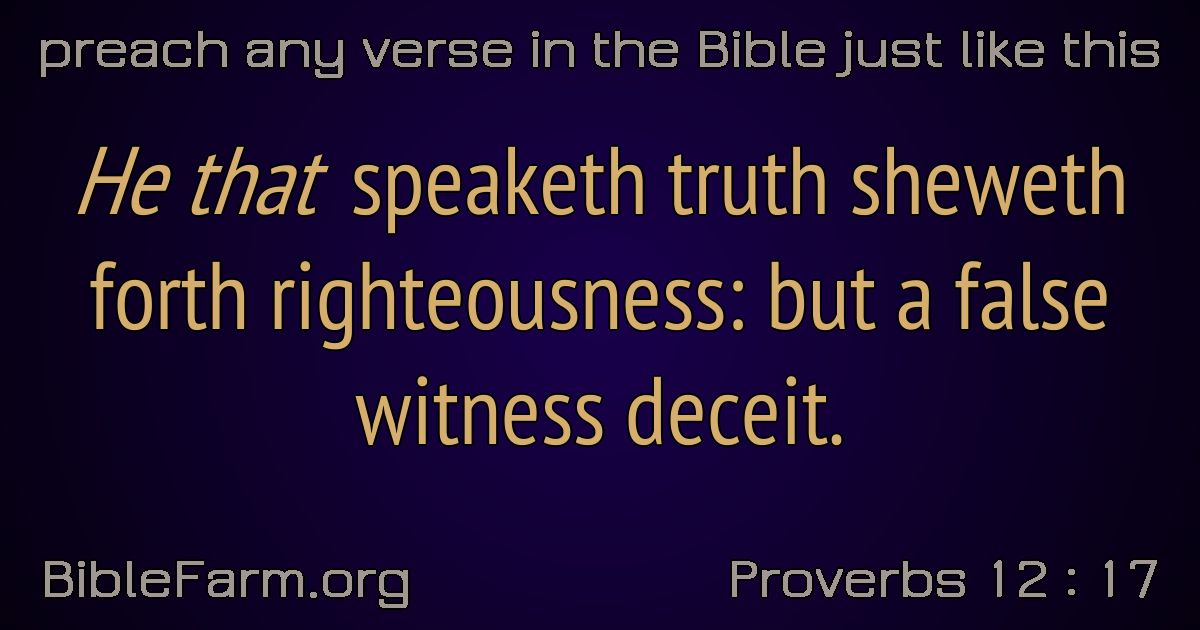 preach any verse in the Bible just like this
He that speaketh truth sheweth
forth righteousness: but a false
witness deceit.
BibleFarm.org
Proverbs 12 : 17